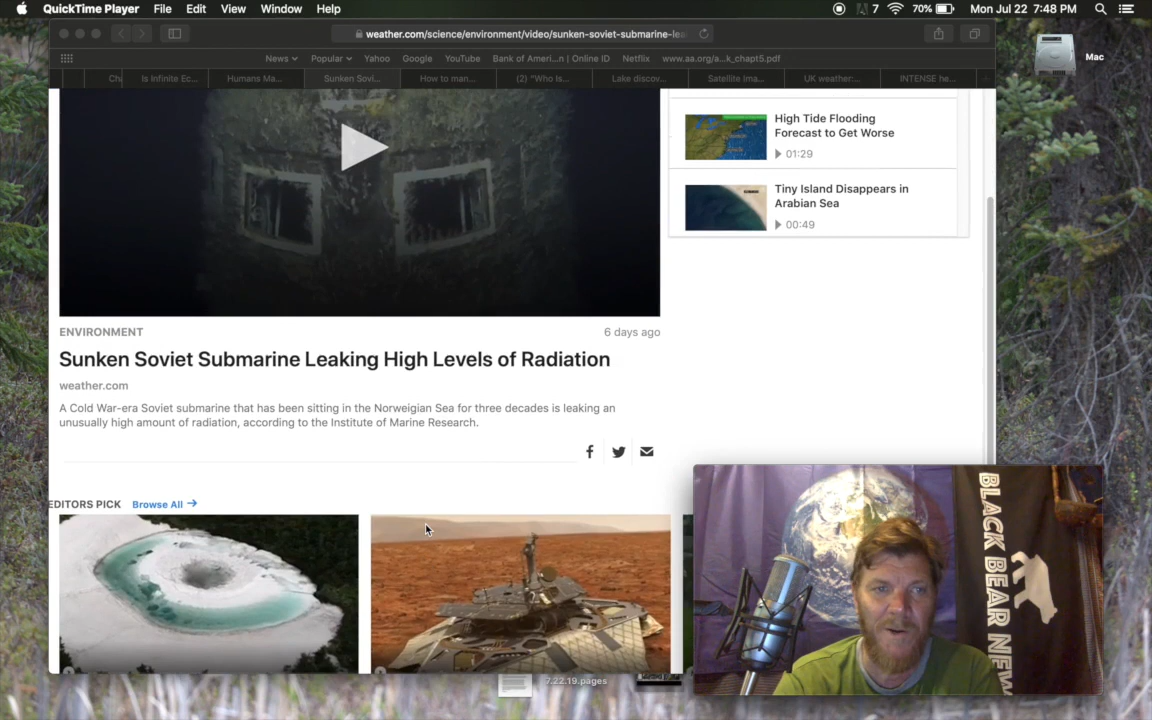 QuickTime Player File Edit View Window Help
7 70% Mon Jul 22 7:48 PM
weather.com/science/environment/video/sunken-soviet-submarine-lea
News Popular Yahoo Google YouTube Bank of Ameri...n | Online ID Netflix www.aa.org/a...k_chapt5.pdf
Is Infinite Ec... Humans Ma... Sunken Sovi... How to man... (2) "Who Is... Lake discov... Satellite Ima... UK weather:... INTENSE he...
Mac
High Tide Flooding
Forecast to Get Worse
01:29
Tiny Island Disappears in
Arabian Sea
00:49
ENVIRONMENT 6 days ago
Sunken Soviet Submarine Leaking High Levels of Radiation
weather.com
A Cold War-era Soviet submarine that has been sitting in the Norweigian Sea for three decades is leaking an
unusually high amount of radiation, according to the Institute of Marine Research.
EDITORS PICK Browse All
BLACK BEAR NEW
7.22.19.pages